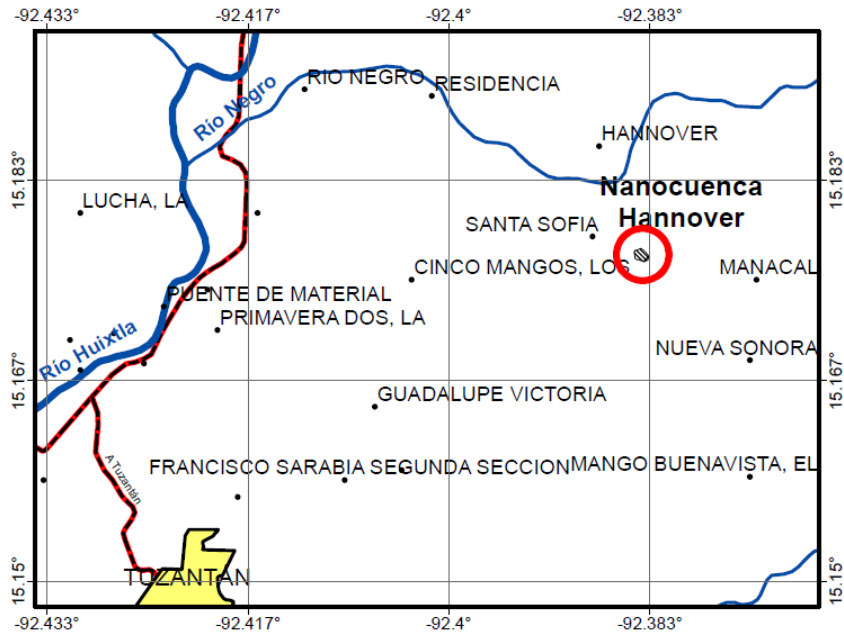 -92.433°
-92.417°
-92.4°
-92.383°
RIO NEGRO
RESIDENCIA
Río Negro
HANNOVER
15.183°
15.183°
Nanocuenca
Hannover
LUCHA, LA
SANTA SOFIA
CINCO MANGOS, LOS
MANACAL
PUENTE DE MATERIAL
PRIMAVERA DOS, LA
Río Huixtla
NUEVA SONORA
15.167°
15.167°
GUADALUPE VICTORIA
A Tuzantán
FRANCISCO SARABIA SEGUNDA SECCION
MANGO BUENAVISTA, EL
15.15°
15.15°
TUZANTAN
-92.433°
-92.417°
-92.4°
-92.383°